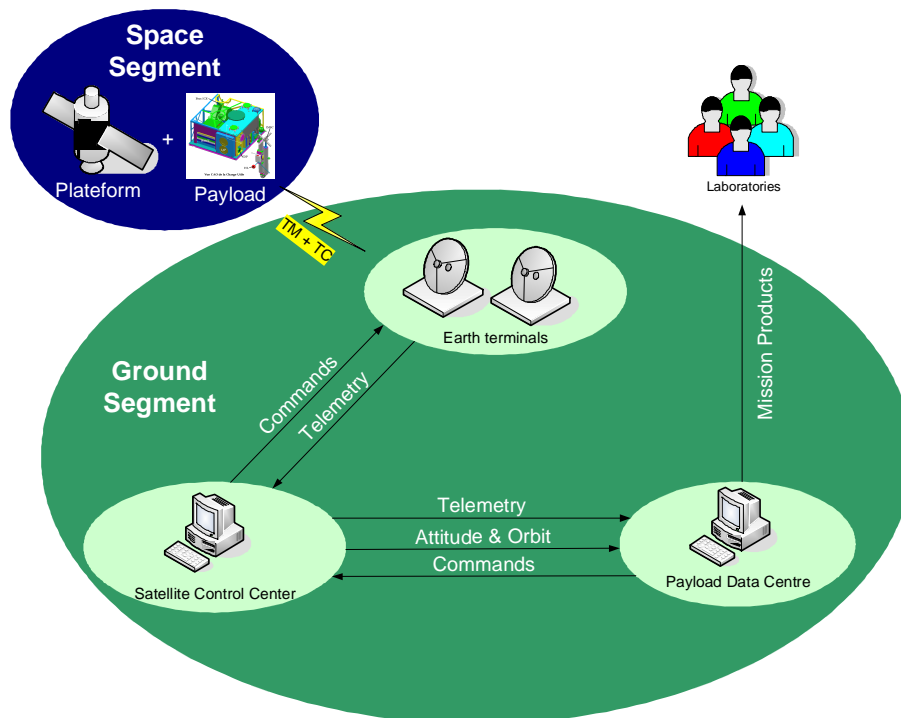 Space
Segment
+
Plateform
Payload
TM + TC
Laboratories
Earth terminals
Mission Products
Ground
Segment
Commands
Telemetry
Telemetry
Attitude & Orbit
Commands
Satellite Control Center
Payload Data Centre